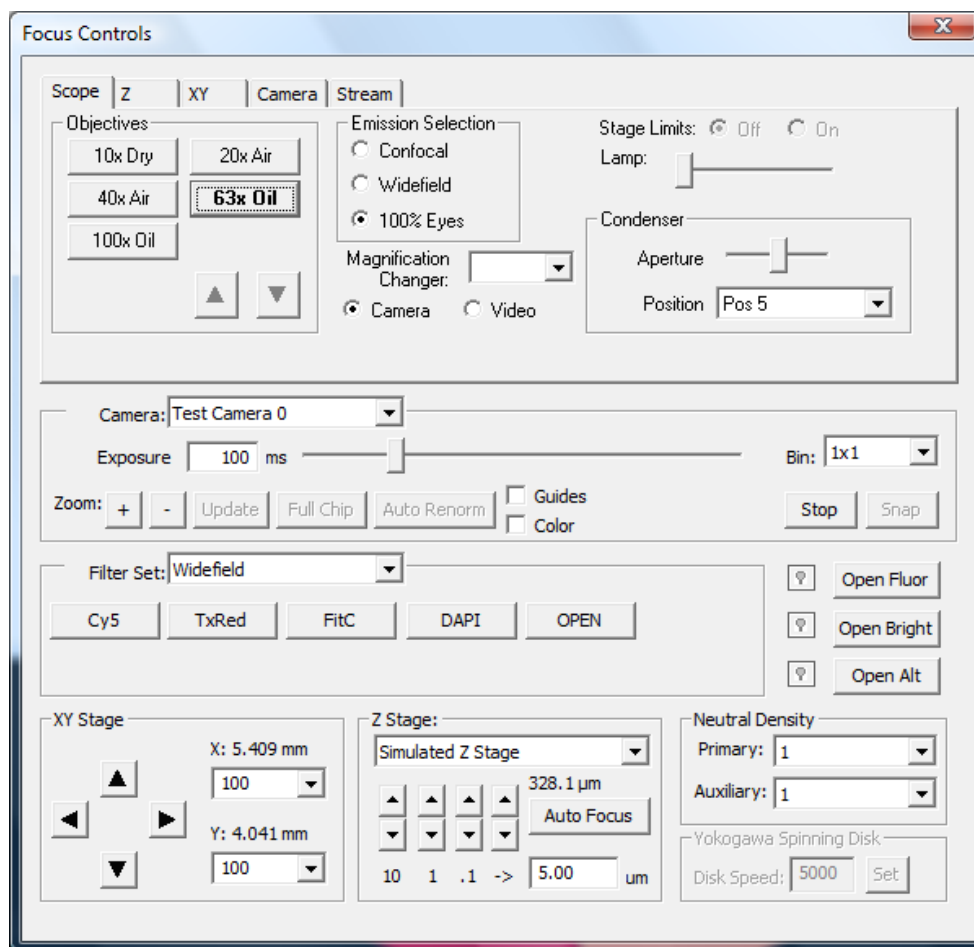 Focus Controls
Scope Z XY Camera Stream
Objectives
10x Dry 20x Air
40x Air 63x Oil
100x Oil
Emission Selection
Confocal
Widefield
100% Eyes
Magnification
Changer:
Camera Video
Stage Limits: Off On
Lamp:
Condenser
Aperture
Position Pos 5
Camera: Test Camera 0
Exposure 100 ms
Bin: 1x1
Zoom: + - Update Full Chip Auto Renorm
Guides
Color
Stop Snap
Filter Set: Widefield
Cy5 TxRed FitC DAPI OPEN
Open Fluor
Open Bright
Open Alt
XY Stage
X: 5.409 mm
100
Y: 4.041 mm
100
Z Stage:
Simulated Z Stage
328.1 µm
Auto Focus
10 1 .1 -> 5.00 um
Neutral Density
Primary: 1
Auxiliary: 1
Yokogawa Spinning Disk
Disk Speed: 5000 Set